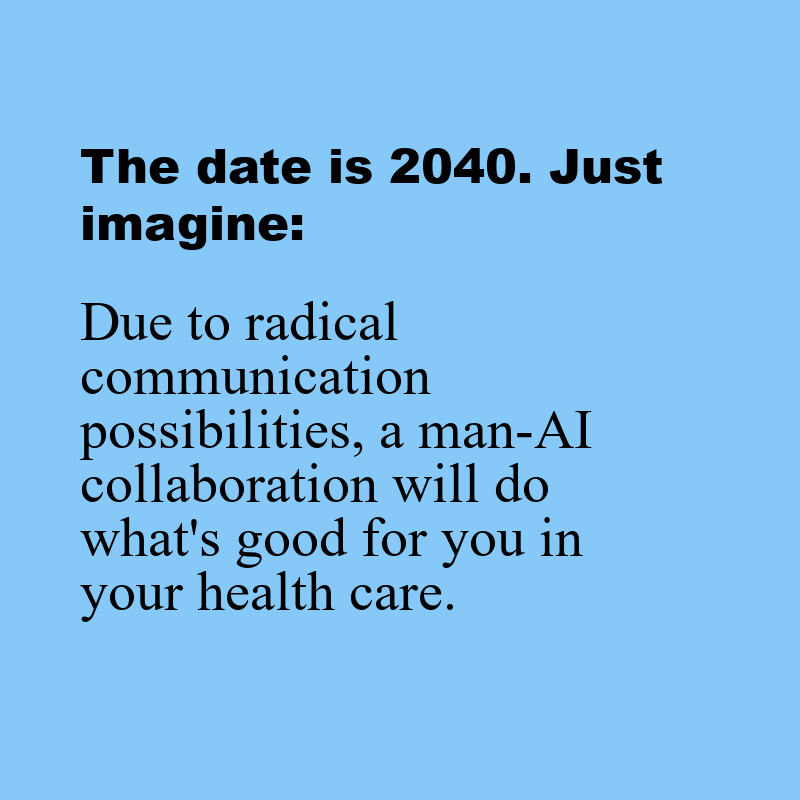 The date is 2040. Just
imagine:
Due to radical
communication
possibilities, a man-AI
collaboration will do
what's good for you in
your health care.